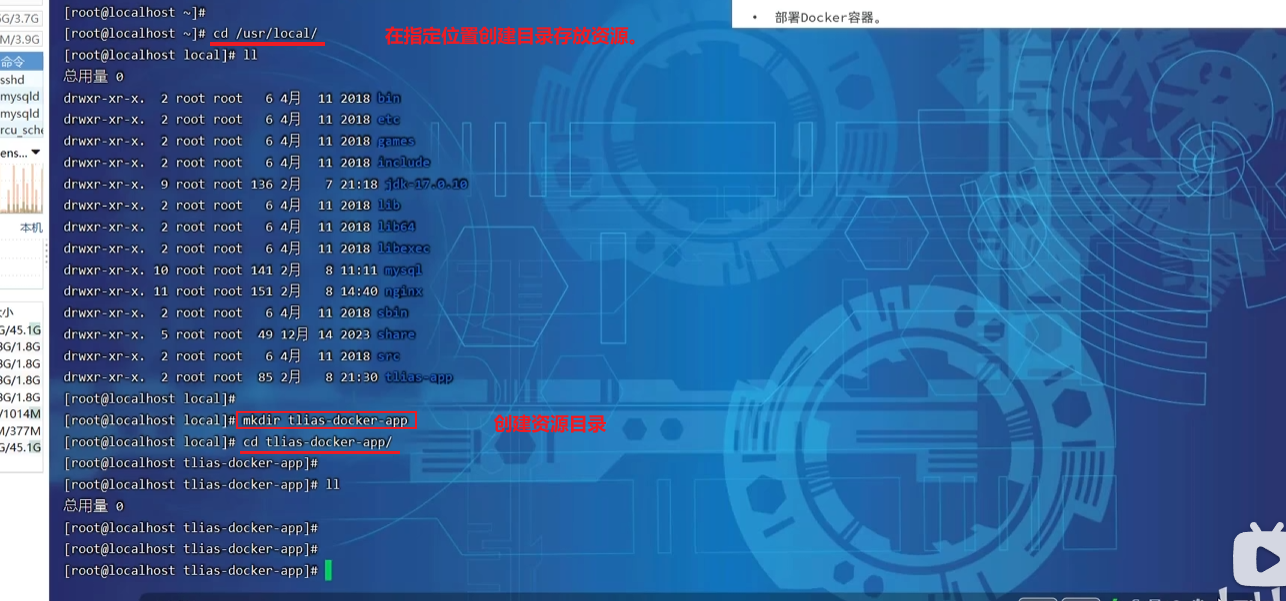 [root@localhost ~]#
• 部署Docker容器。
[root@localhost ~]# cd /usr/local/
在指定位置创建目录存放资源。
[root@localhost local]# ll
总用量 0
drwxr-xr-x. 2 root root 6 4月 11 2018 bin
drwxr-xr-x. 2 root root 6 4月 11 2018 etc
drwxr-xr-x. 2 root root 6 4月 11 2018 games
drwxr-xr-x. 2 root root 6 4月 11 2018 include
drwxr-xr-x. 9 root root 136 2月 7 21:18 jdk-17.0.10
drwxr-xr-x. 2 root root 6 4月 11 2018 lib
drwxr-xr-x. 2 root root 6 4月 11 2018 lib64
drwxr-xr-x. 2 root root 6 4月 11 2018 libexec
drwxr-xr-x. 10 root root 141 2月 8 11:11 mysql
drwxr-xr-x. 11 root root 151 2月 8 14:40 nginx
drwxr-xr-x. 2 root root 6 4月 11 2018 sbin
drwxr-xr-x. 5 root root 49 12月 14 2023 share
drwxr-xr-x. 2 root root 6 4月 11 2018 src
drwxr-xr-x. 2 root root 85 2月 8 21:30 tlias-app
[root@localhost local]#
[root@localhost local]# mkdir tlias-docker-app
创建资源目录
[root@localhost local]# cd tlias-docker-app/
[root@localhost tlias-docker-app]#
[root@localhost tlias-docker-app]# ll
总用量 0
[root@localhost tlias-docker-app]#
[root@localhost tlias-docker-app]#
[root@localhost tlias-docker-app]#
G/3.7G
M/3.9G
命令
sshd
mysqld
mysqld
rcu_sche
ens...
本机
小
G/45.1G
8G/1.8G
8G/1.8G
8G/1.8G
8G/1.8G
/1014M
M/377M
G/45.1G